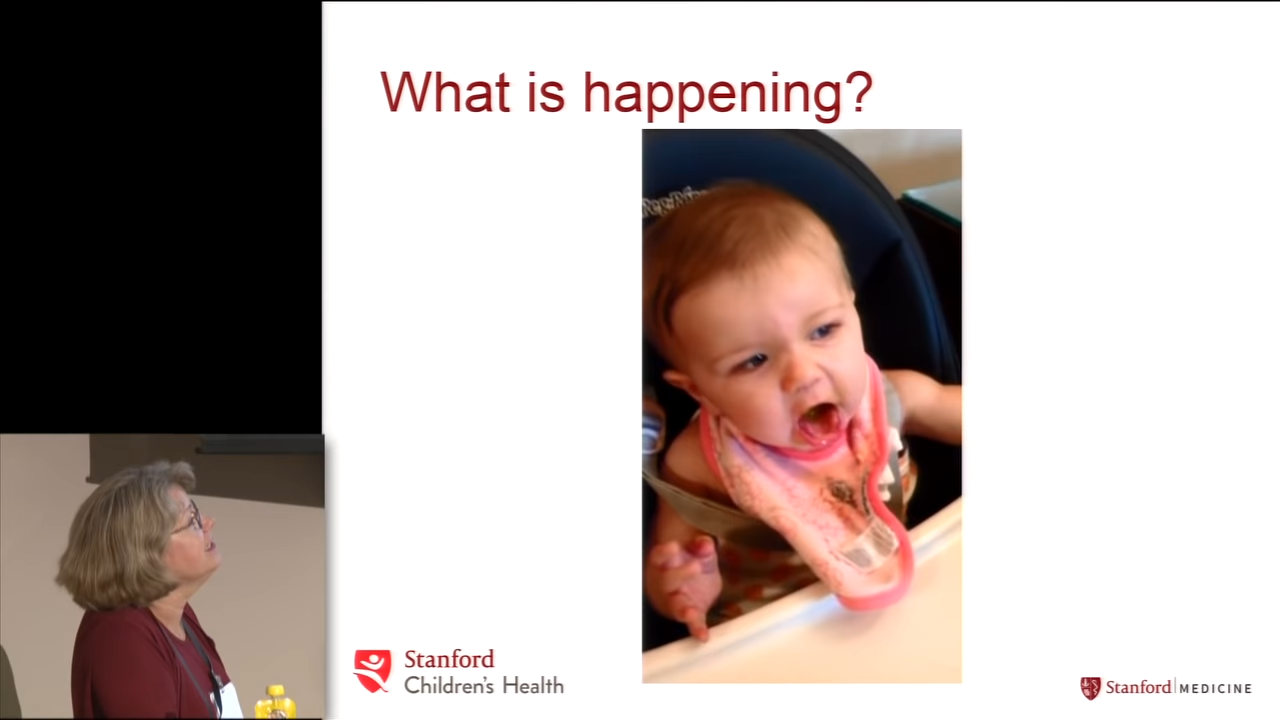 What is happening?
Stanford
Children's Health
Stanford MEDICINE